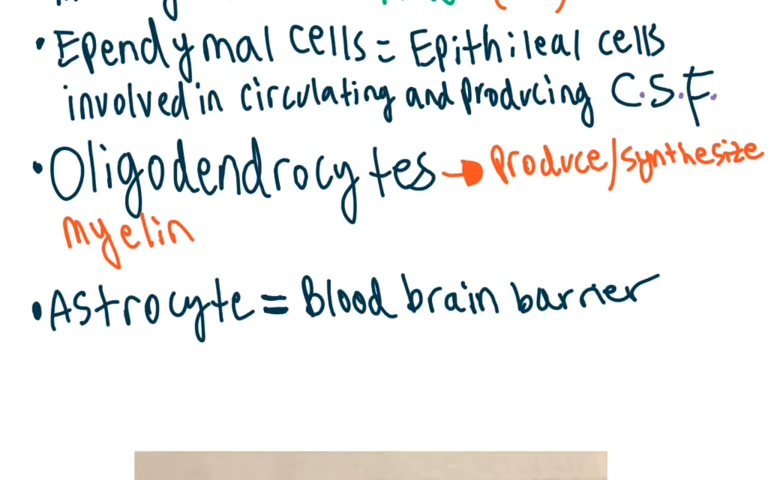 • Ependymal cells = Epithileal cells
involved in circulating and producing C.S.F.
• Oligodendrocytes → Produce/synthesize
myelin
• Astrocyte = Blood brain barrier